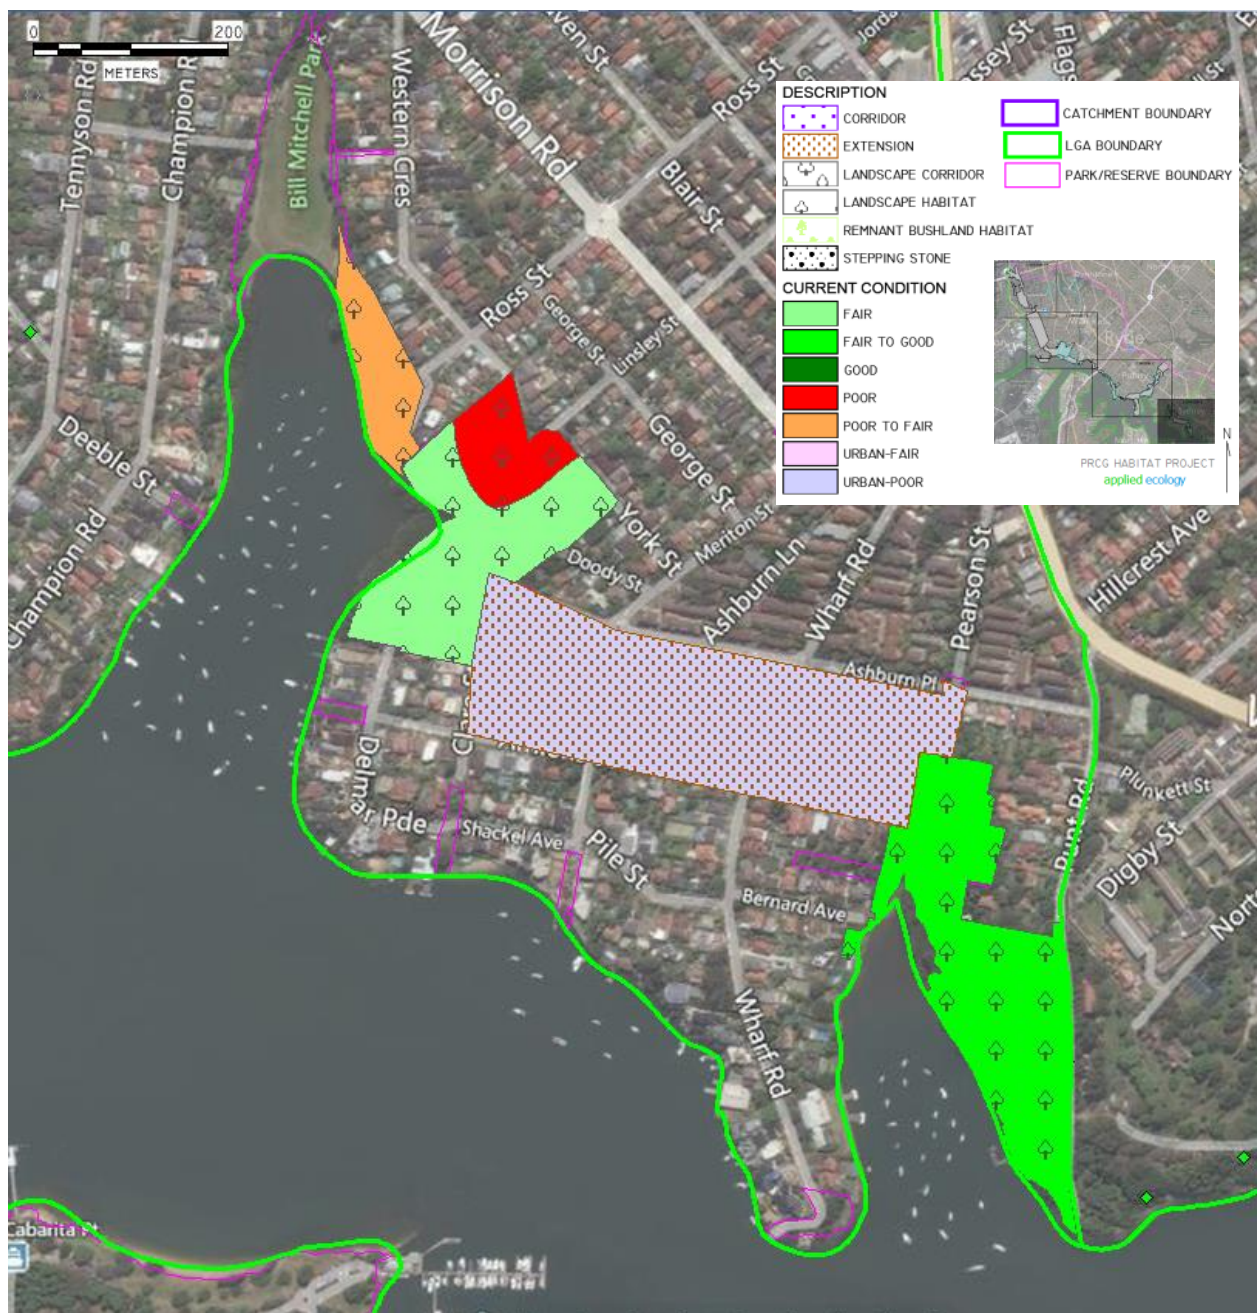 0 200
METERS
Tennyson Rd
Champion R
Bill Mitchell Park
Western Cres
Morrison Rd
Ross St
Blair St
Ross St
George St
Linsley St
George St
York St
Meriton St
Doody St
Ashburn Ln
Wharf Rd
Pearson St
Ashburn Pl
Hillcrest Ave
Deeble St
Champion Rd
Delmar Pde
Shackel Ave
Pile St
Bernard Ave
Wharf Rd
Punt Rd
Plunkett St
Digby St
Cabarita Pt
DESCRIPTION
CORRIDOR
EXTENSION
LANDSCAPE CORRIDOR
LANDSCAPE HABITAT
REMNANT BUSHLAND HABITAT
STEPPING STONE
CURRENT CONDITION
FAIR
FAIR TO GOOD
GOOD
POOR
POOR TO FAIR
URBAN-FAIR
URBAN-POOR
CATCHMENT BOUNDARY
LGA BOUNDARY
PARK/RESERVE BOUNDARY
N
PRCG HABITAT PROJECT
applied ecology